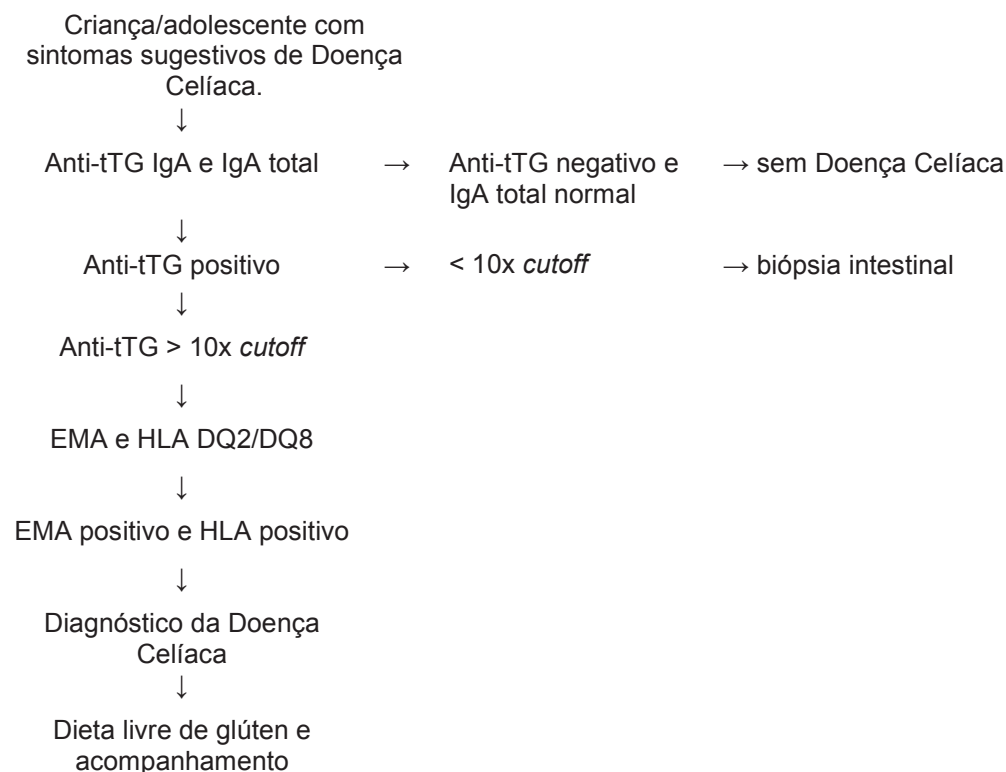 Criança/adolescente com
sintomas sugestivos de Doença
Celíaca.
↓
Anti-tTG IgA e IgA total → Anti-tTG negativo e → sem Doença Celíaca
IgA total normal
↓
Anti-tTG positivo → < 10x cutoff → biópsia intestinal
↓
Anti-tTG > 10x cutoff
↓
EMA e HLA DQ2/DQ8
↓
EMA positivo e HLA positivo
↓
Diagnóstico da Doença
Celíaca
↓
Dieta livre de glúten e
acompanhamento